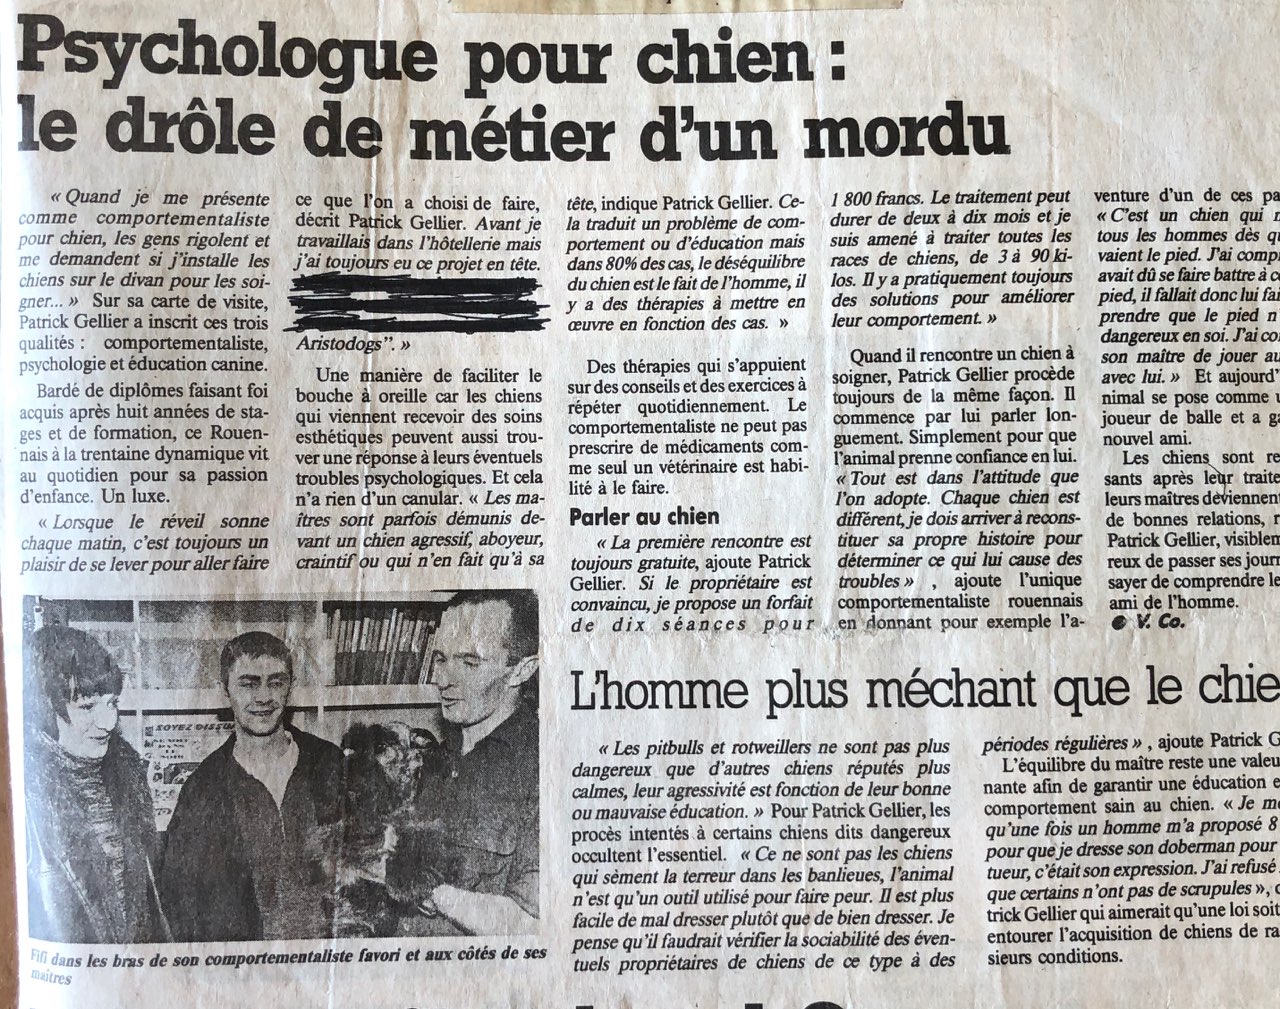 Psychologue pour chien :
le drôle de métier d'un mordu
« Quand je me présente
comme comportementaliste
pour chien, les gens rigolent et
me demandent si j'installe les
chiens sur le divan pour les soi-
gner... » Sur sa carte de visite,
Patrick Gellier a inscrit ces trois
qualités : comportementaliste,
psychologie et éducation canine.
Bardé de diplômes faisant foi
acquis après huit années de sta-
ges et de formation, ce Rouen-
nais à la trentaine dynamique vit
au quotidien pour sa passion
d'enfance. Un luxe.
« Lorsque le réveil sonne
chaque matin, c'est toujours un
plaisir de se lever pour aller faire
ce que l'on a choisi de faire,
décrit Patrick Gellier. Avant je
travaillais dans l'hôtellerie mais
j'ai toujours eu ce projet en tête.
Aristodogs". »
Une manière de faciliter le
bouche à oreille car les chiens
qui viennent recevoir des soins
esthétiques peuvent aussi trou-
ver une réponse à leurs éventuels
troubles psychologiques. Et cela
n'a rien d'un canular. « Les ma-
îtres sont parfois démunis de-
vant un chien agressif, aboyeur,
craintif ou qui n'en fait qu'à sa
tête, indique Patrick Gellier. Ce-
la traduit un problème de com-
portement ou d'éducation mais
dans 80% des cas, le déséquilibre
du chien est le fait de l'homme, il
y a des thérapies à mettre en
œuvre en fonction des cas. »
Des thérapies qui s'appuient
sur des conseils et des exercices à
répéter quotidiennement. Le
comportementaliste ne peut pas
prescrire de médicaments com-
me seul un vétérinaire est habi-
lité à le faire.
Parler au chien
« La première rencontre est
toujours gratuite, ajoute Patrick
Gellier. Si le propriétaire est
convaincu, je propose un forfait
de dix séances pour
1 800 francs. Le traitement peut
durer de deux à dix mois et je
suis amené à traiter toutes les
races de chiens, de 3 à 90 ki-
los. Il y a pratiquement toujours
des solutions pour améliorer
leur comportement. »
Quand il rencontre un chien à
soigner, Patrick Gellier procède
toujours de la même façon. Il
commence par lui parler lon-
guement. Simplement pour que
l'animal prenne confiance en lui.
« Tout est dans l'attitude que
l'on adopte. Chaque chien est
différent, je dois arriver à recons-
tituer sa propre histoire pour
déterminer ce qui lui cause des
troubles » , ajoute l'unique
comportementaliste rouennais
en donnant pour exemple l'a-
venture d'un de ces pa
« C'est un chien qui
tous les hommes dès q
vaient le pied. J'ai comp
avait dû se faire battre à c
pied, il fallait donc lui fai
prendre que le pied n'
dangereux en soi. J'ai co
son maître de jouer au
avec lui. » Et aujourd'
nimal se pose comme
joueur de balle et a g
nouvel ami.
Les chiens sont re
sants après leur traite
leurs maîtres deviennent
de bonnes relations,
Patrick Gellier, visiblem
reux de passer ses jour
sayer de comprendre le
ami de l'homme.
● V. Co.
SOYEZ DISSU
Fifi dans les bras de son comportementaliste favori et aux côtés de ses
maîtres
L'homme plus méchant que le chie
« Les pitbulls et rotweillers ne sont pas plus
dangereux que d'autres chiens réputés plus
calmes, leur agressivité est fonction de leur bonne
ou mauvaise éducation. » Pour Patrick Gellier, les
procès intentés à certains chiens dits dangereux
occultent l'essentiel. « Ce ne sont pas les chiens
qui sèment la terreur dans les banlieues, l'animal
n'est qu'un outil utilisé pour faire peur. Il est plus
facile de mal dresser plutôt que de bien dresser. Je
pense qu'il faudrait vérifier la sociabilité des éven-
tuels propriétaires de chiens de ce type à des
périodes régulières » , ajoute Patrick G
L'équilibre du maître reste une valeu
nante afin de garantir une éducation e
comportement sain au chien. « Je m
qu'une fois un homme m'a proposé 8
pour que je dresse son doberman pour
tueur, c'était son expression. J'ai refusé
que certains n'ont pas de scrupules »,
trick Gellier qui aimerait qu'une loi soit
entourer l'acquisition de chiens de ra
sieurs conditions.